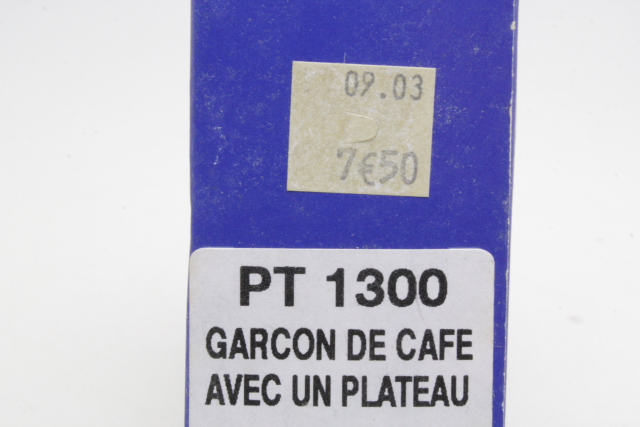 09.03
7€50
PT 1300
GARCON DE CAFE
AVEC UN PLATEAU